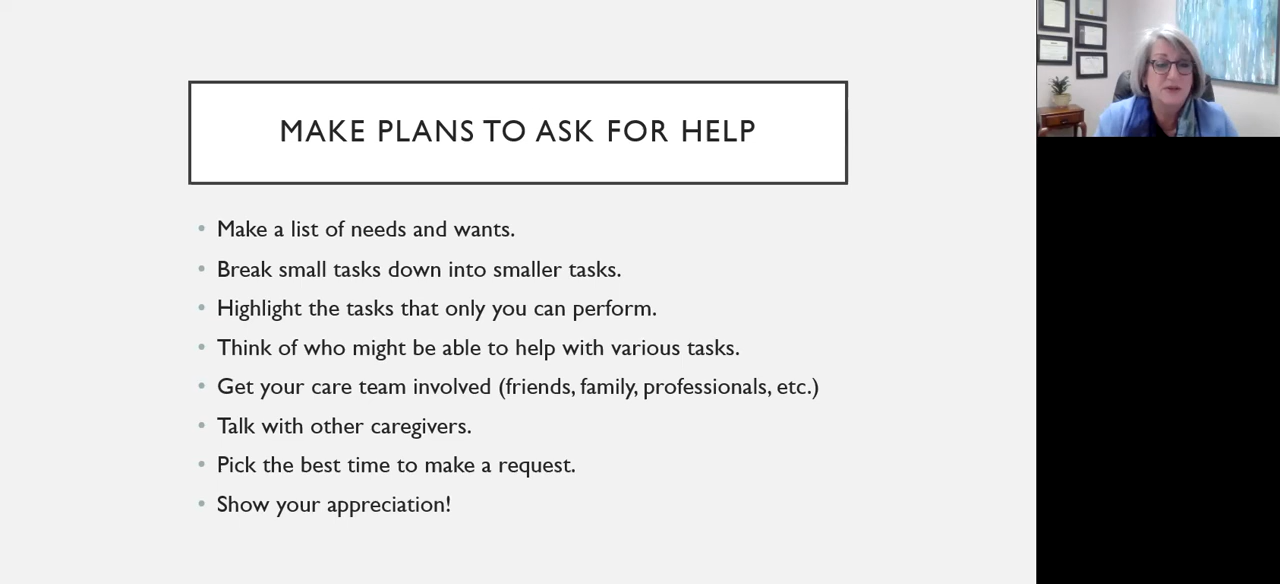 MAKE PLANS TO ASK FOR HELP
• Make a list of needs and wants.
• Break small tasks down into smaller tasks.
• Highlight the tasks that only you can perform.
• Think of who might be able to help with various tasks.
• Get your care team involved (friends, family, professionals, etc.)
• Talk with other caregivers.
• Pick the best time to make a request.
• Show your appreciation!